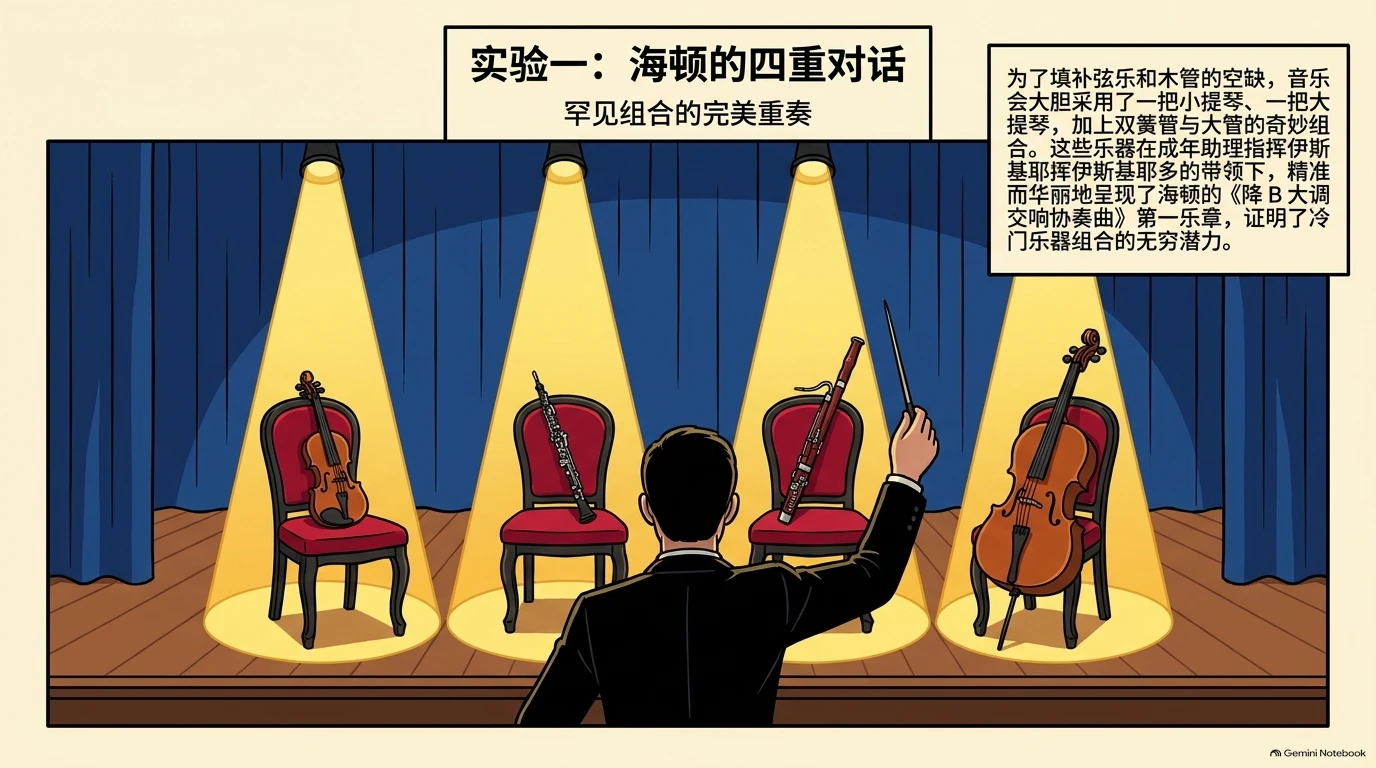 实验一：海顿的四重对话
罕见组合的完美重奏
为了填补弦乐和木管的空缺，音乐
会大胆采用了一把小提琴、一把大
提琴，加上双簧管与大管的奇妙组
合。这些乐器在成年助理指挥伊斯
基耶挥伊斯基耶多的带领下，精准
而华丽地呈现了海顿的《降 B 大调
交响协奏曲》第一乐章，证明了冷
门乐器组合的无穷潜力。
Gemini Notebook